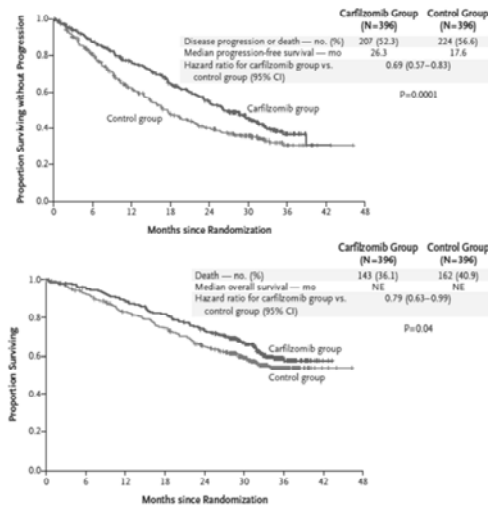 Carfilzomib Group Control Group
(N=396) (N=396)
Disease progression or death — no. (%) 207 (52.3) 224 (56.6)
Median progression-free survival — mo 26.3 17.6
Hazard ratio for carfilzomib group vs. 0.69 (0.57–0.83)
control group (95% CI)
P=0.0001
Proportion Surviving without Progression
1.0
0.8
0.6
0.4
0.2
0.0
Carfilzomib group
Control group
0 6 12 18 24 30 36 42 48
Months since Randomization
Carfilzomib Group Control Group
(N=396) (N=396)
Death — no. (%) 143 (36.1) 162 (40.9)
Median overall survival — mo NE NE
Hazard ratio for carfilzomib group vs. 0.79 (0.63–0.99)
control group (95% CI)
P=0.04
Proportion Surviving
1.0
0.8
0.6
0.4
0.2
0.0
Carfilzomib group
Control group
0 6 12 18 24 30 36 42 48
Months since Randomization